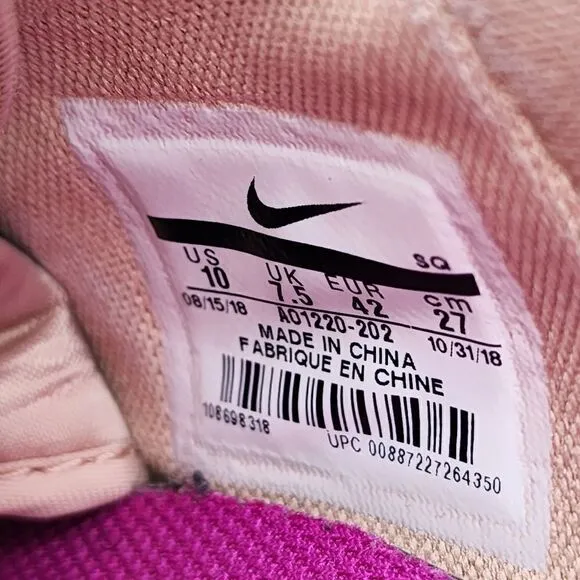 SQ
US UK EUR cm
10 7.5 42 27
08/15/18 AO1220-202 10/31/18
MADE IN CHINA
FABRIQUE EN CHINE
108698318
UPC 00887227264350